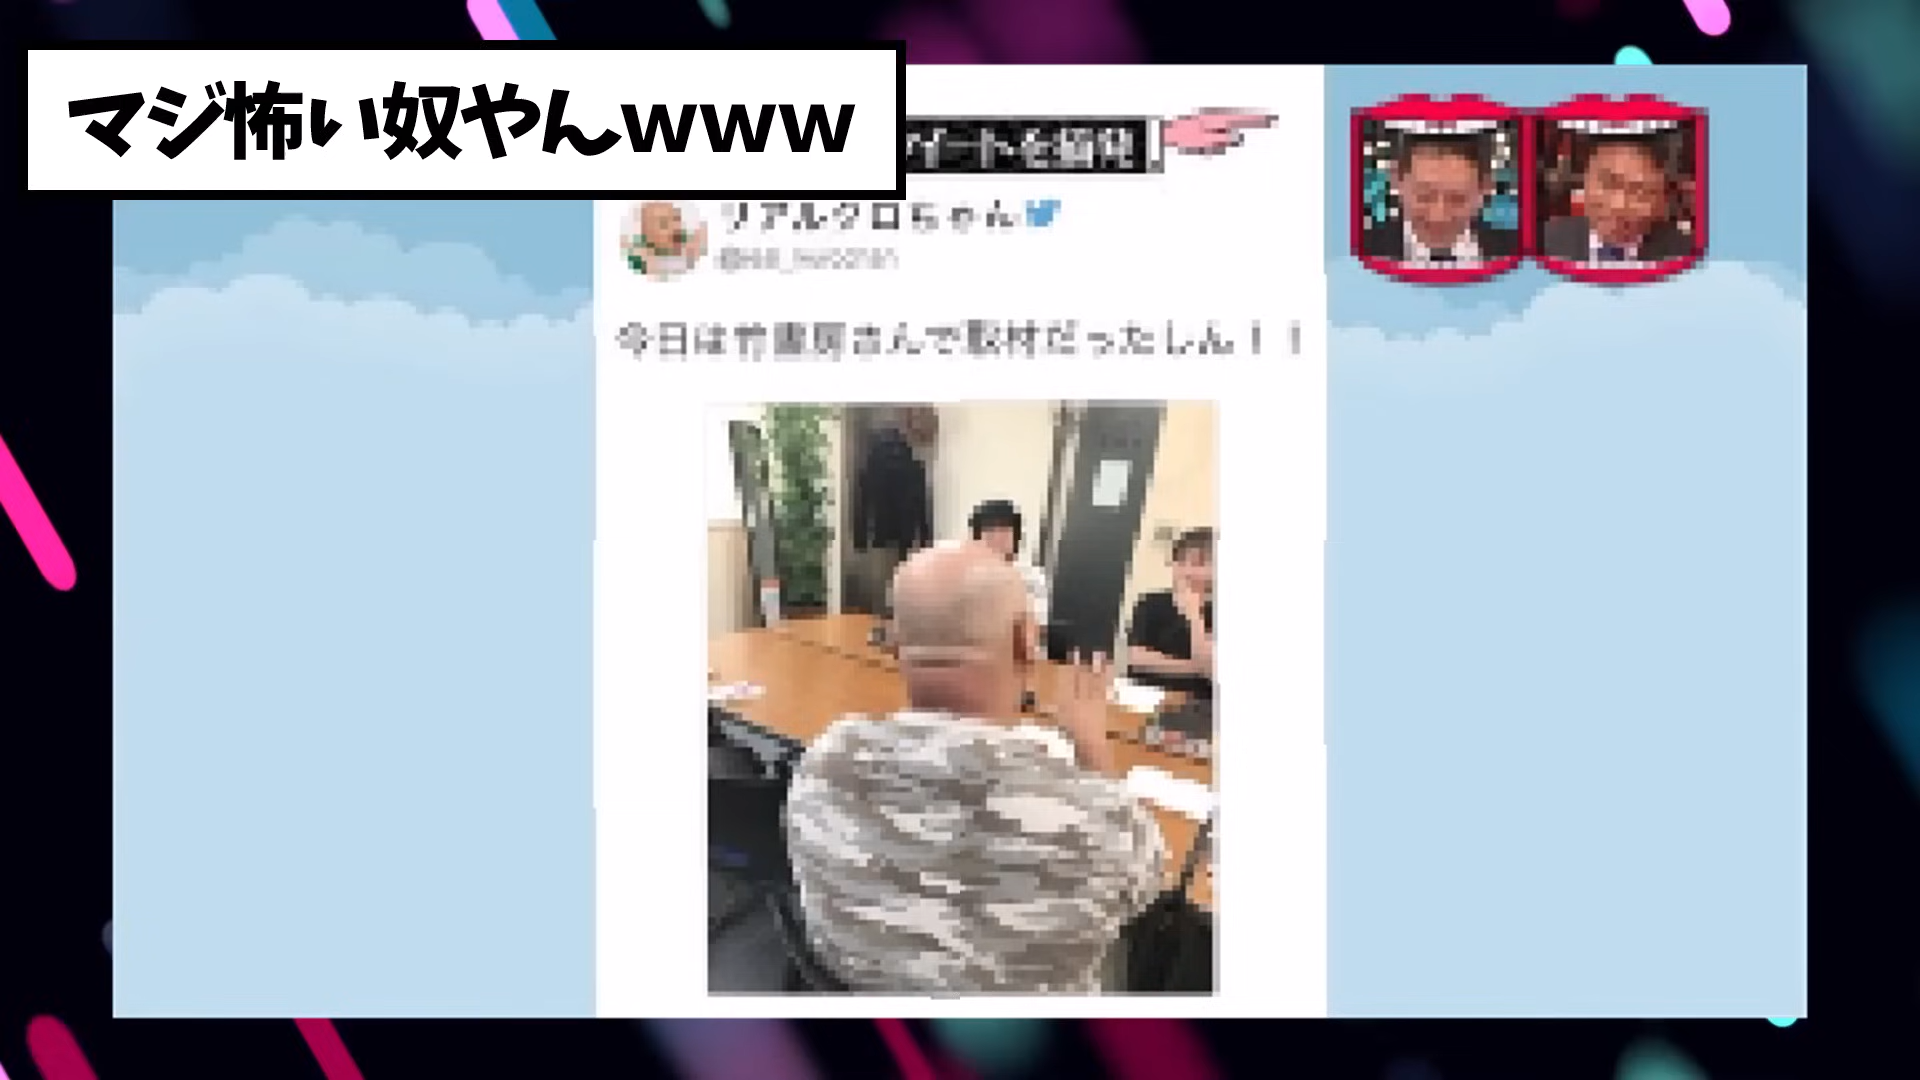 マジ怖い奴やんwww
ツイートを捏造
リアルクロちゃん
今日は竹書房さんで取材だったしん！！